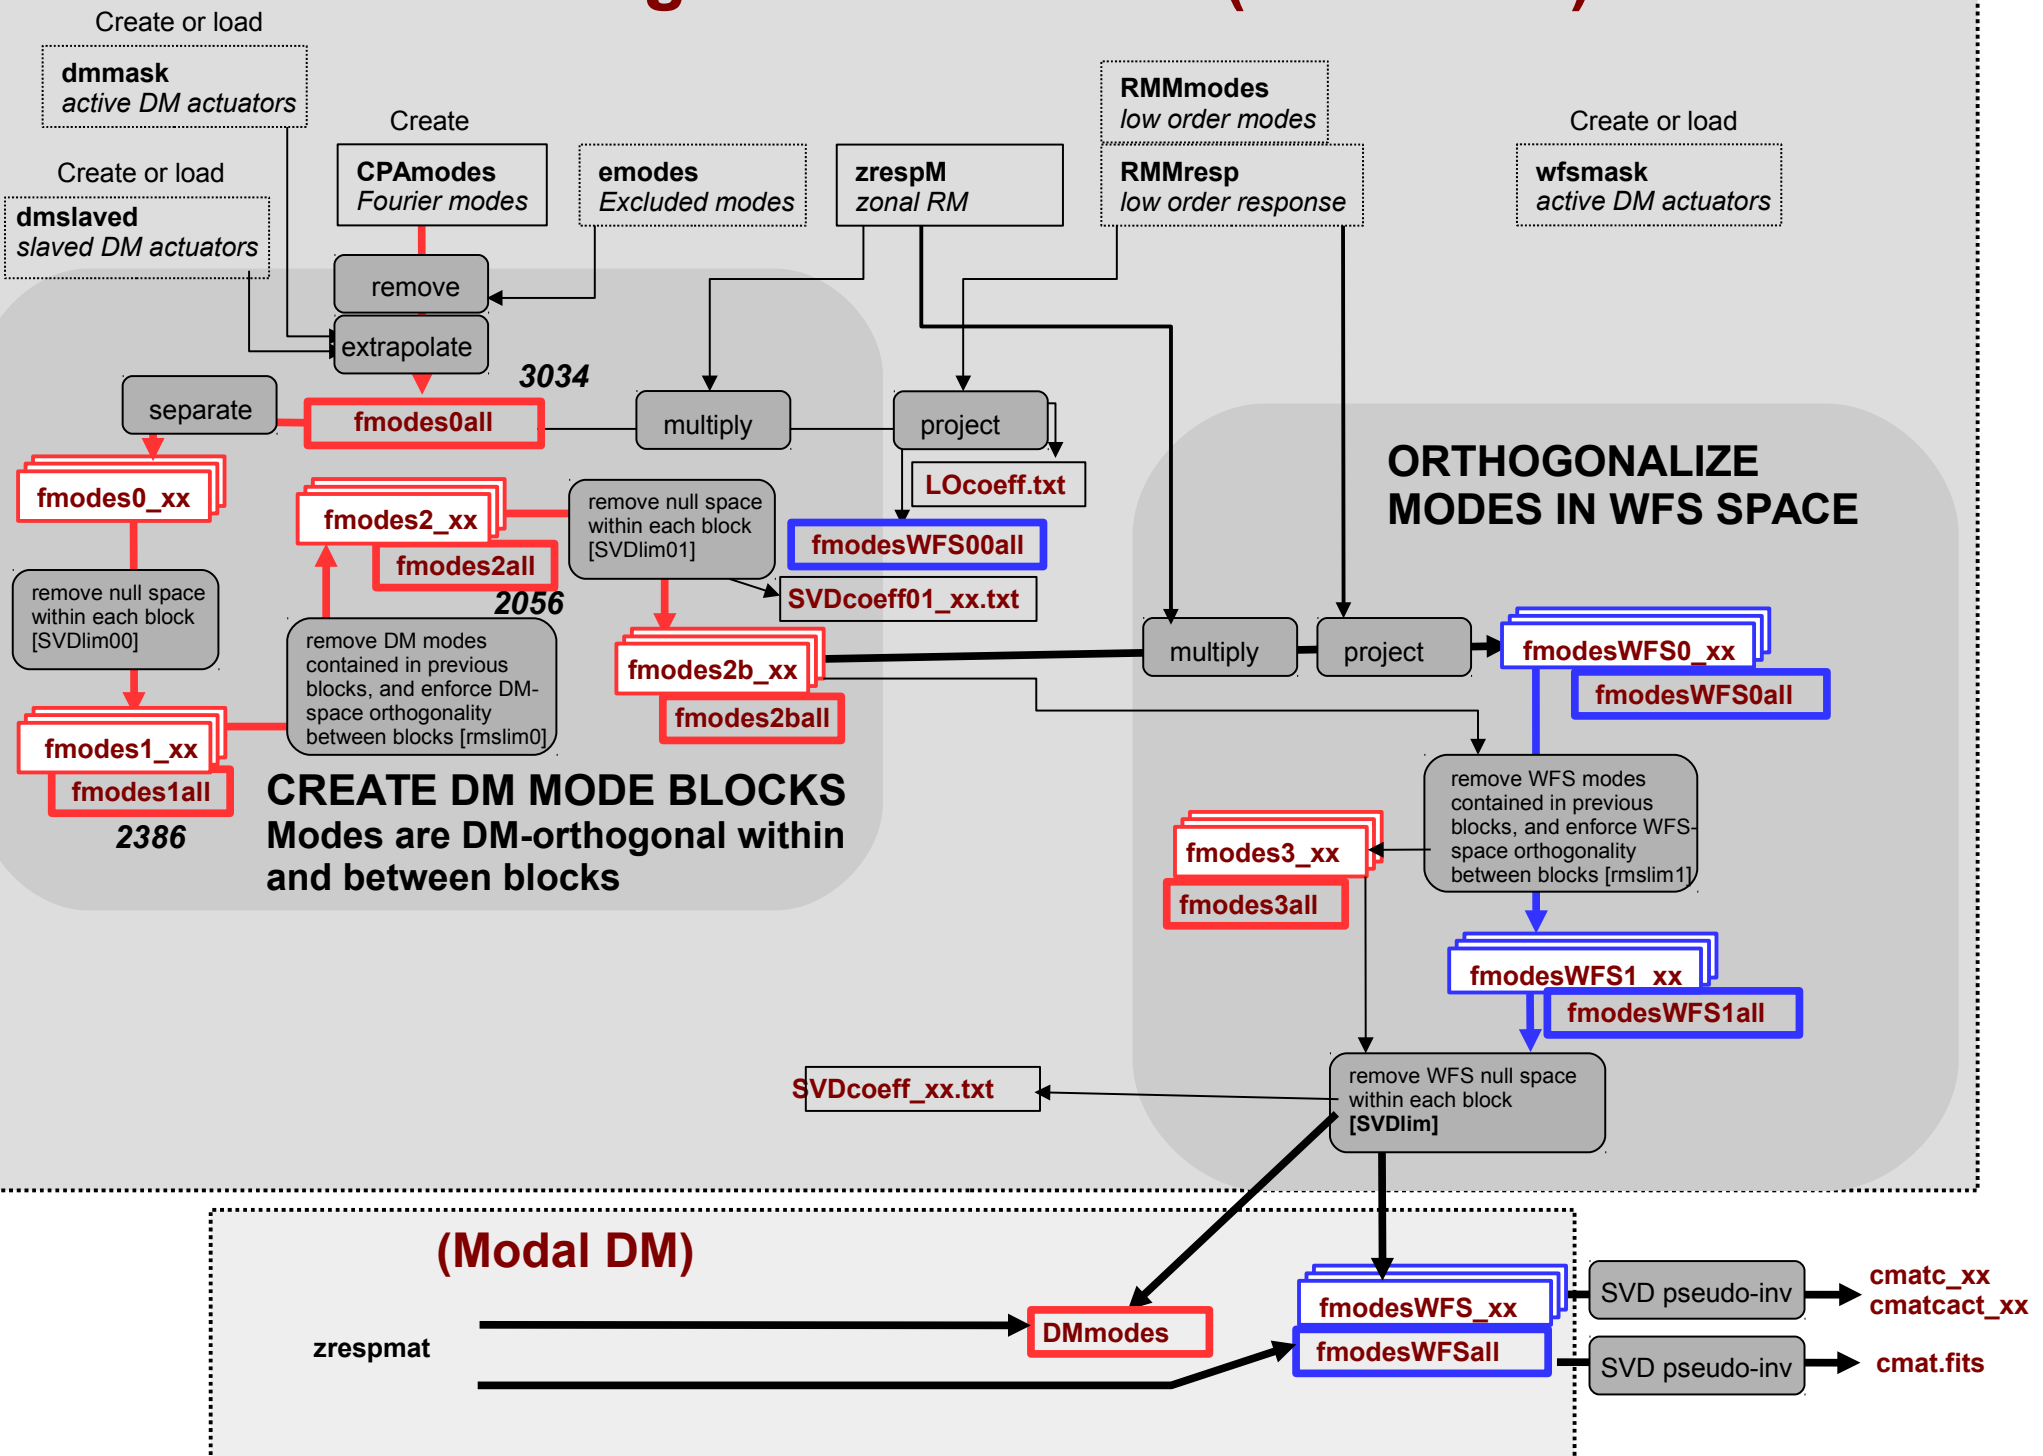 Create or load
dmmask
active DM actuators
Create or load
dmslaved
slaved DM actuators
Create
CPAmodes
Fourier modes
emodes
Excluded modes
zrespM
zonal RM
RMMmodes
low order modes
RMMresp
low order response
Create or load
wfsmask
active DM actuators
remove
extrapolate
3034
separate
fmodes0all
multiply
project
LOcoeff.txt
fmodesWFS00all
fmodes0_xx
fmodes2_xx
fmodes2all
2056
remove null space
within each block
[SVDlim01]
SVDcoeff01_xx.txt
remove null space
within each block
[SVDlim00]
remove DM modes
contained in previous
blocks, and enforce DM-
space orthogonality
between blocks [rmslim0]
fmodes2b_xx
fmodes2ball
fmodes1_xx
fmodes1all
2386
CREATE DM MODE BLOCKS
Modes are DM-orthogonal within
and between blocks
ORTHOGONALIZE
MODES IN WFS SPACE
multiply
project
fmodesWFS0_xx
fmodesWFS0all
remove WFS modes
contained in previous
blocks, and enforce WFS-
space orthogonality
between blocks [rmslim1]
fmodes3_xx
fmodes3all
fmodesWFS1_xx
fmodesWFS1all
remove WFS null space
within each block
[SVDlim]
SVDcoeff_xx.txt
(Modal DM)
zrespmat
DMmodes
fmodesWFS_xx
fmodesWFSall
SVD pseudo-inv
cmatc_xx
cmatcact_xx
SVD pseudo-inv
cmat.fits